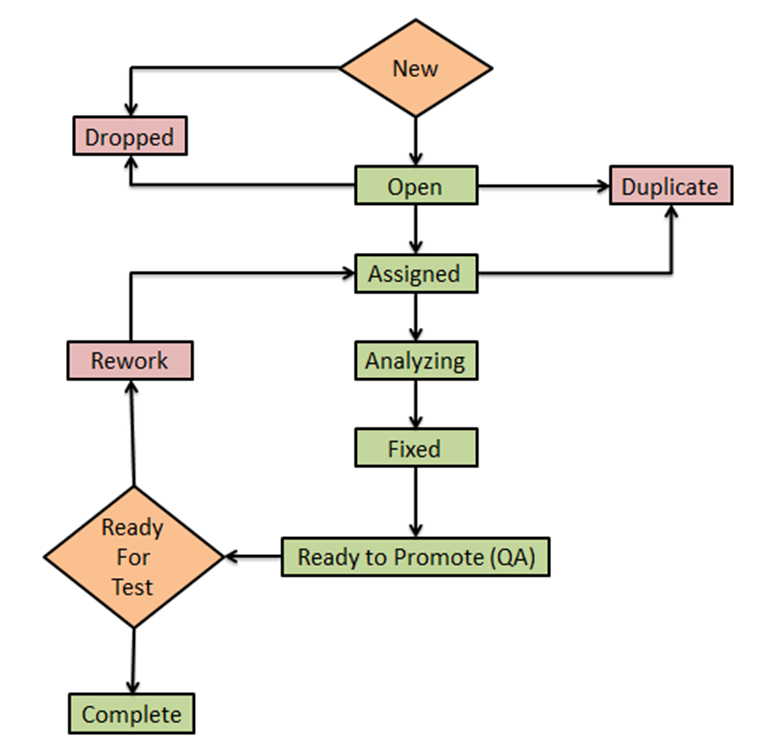 New
Dropped
Open
Duplicate
Assigned
Rework
Analyzing
Fixed
Ready
For
Test
Ready to Promote (QA)
Complete